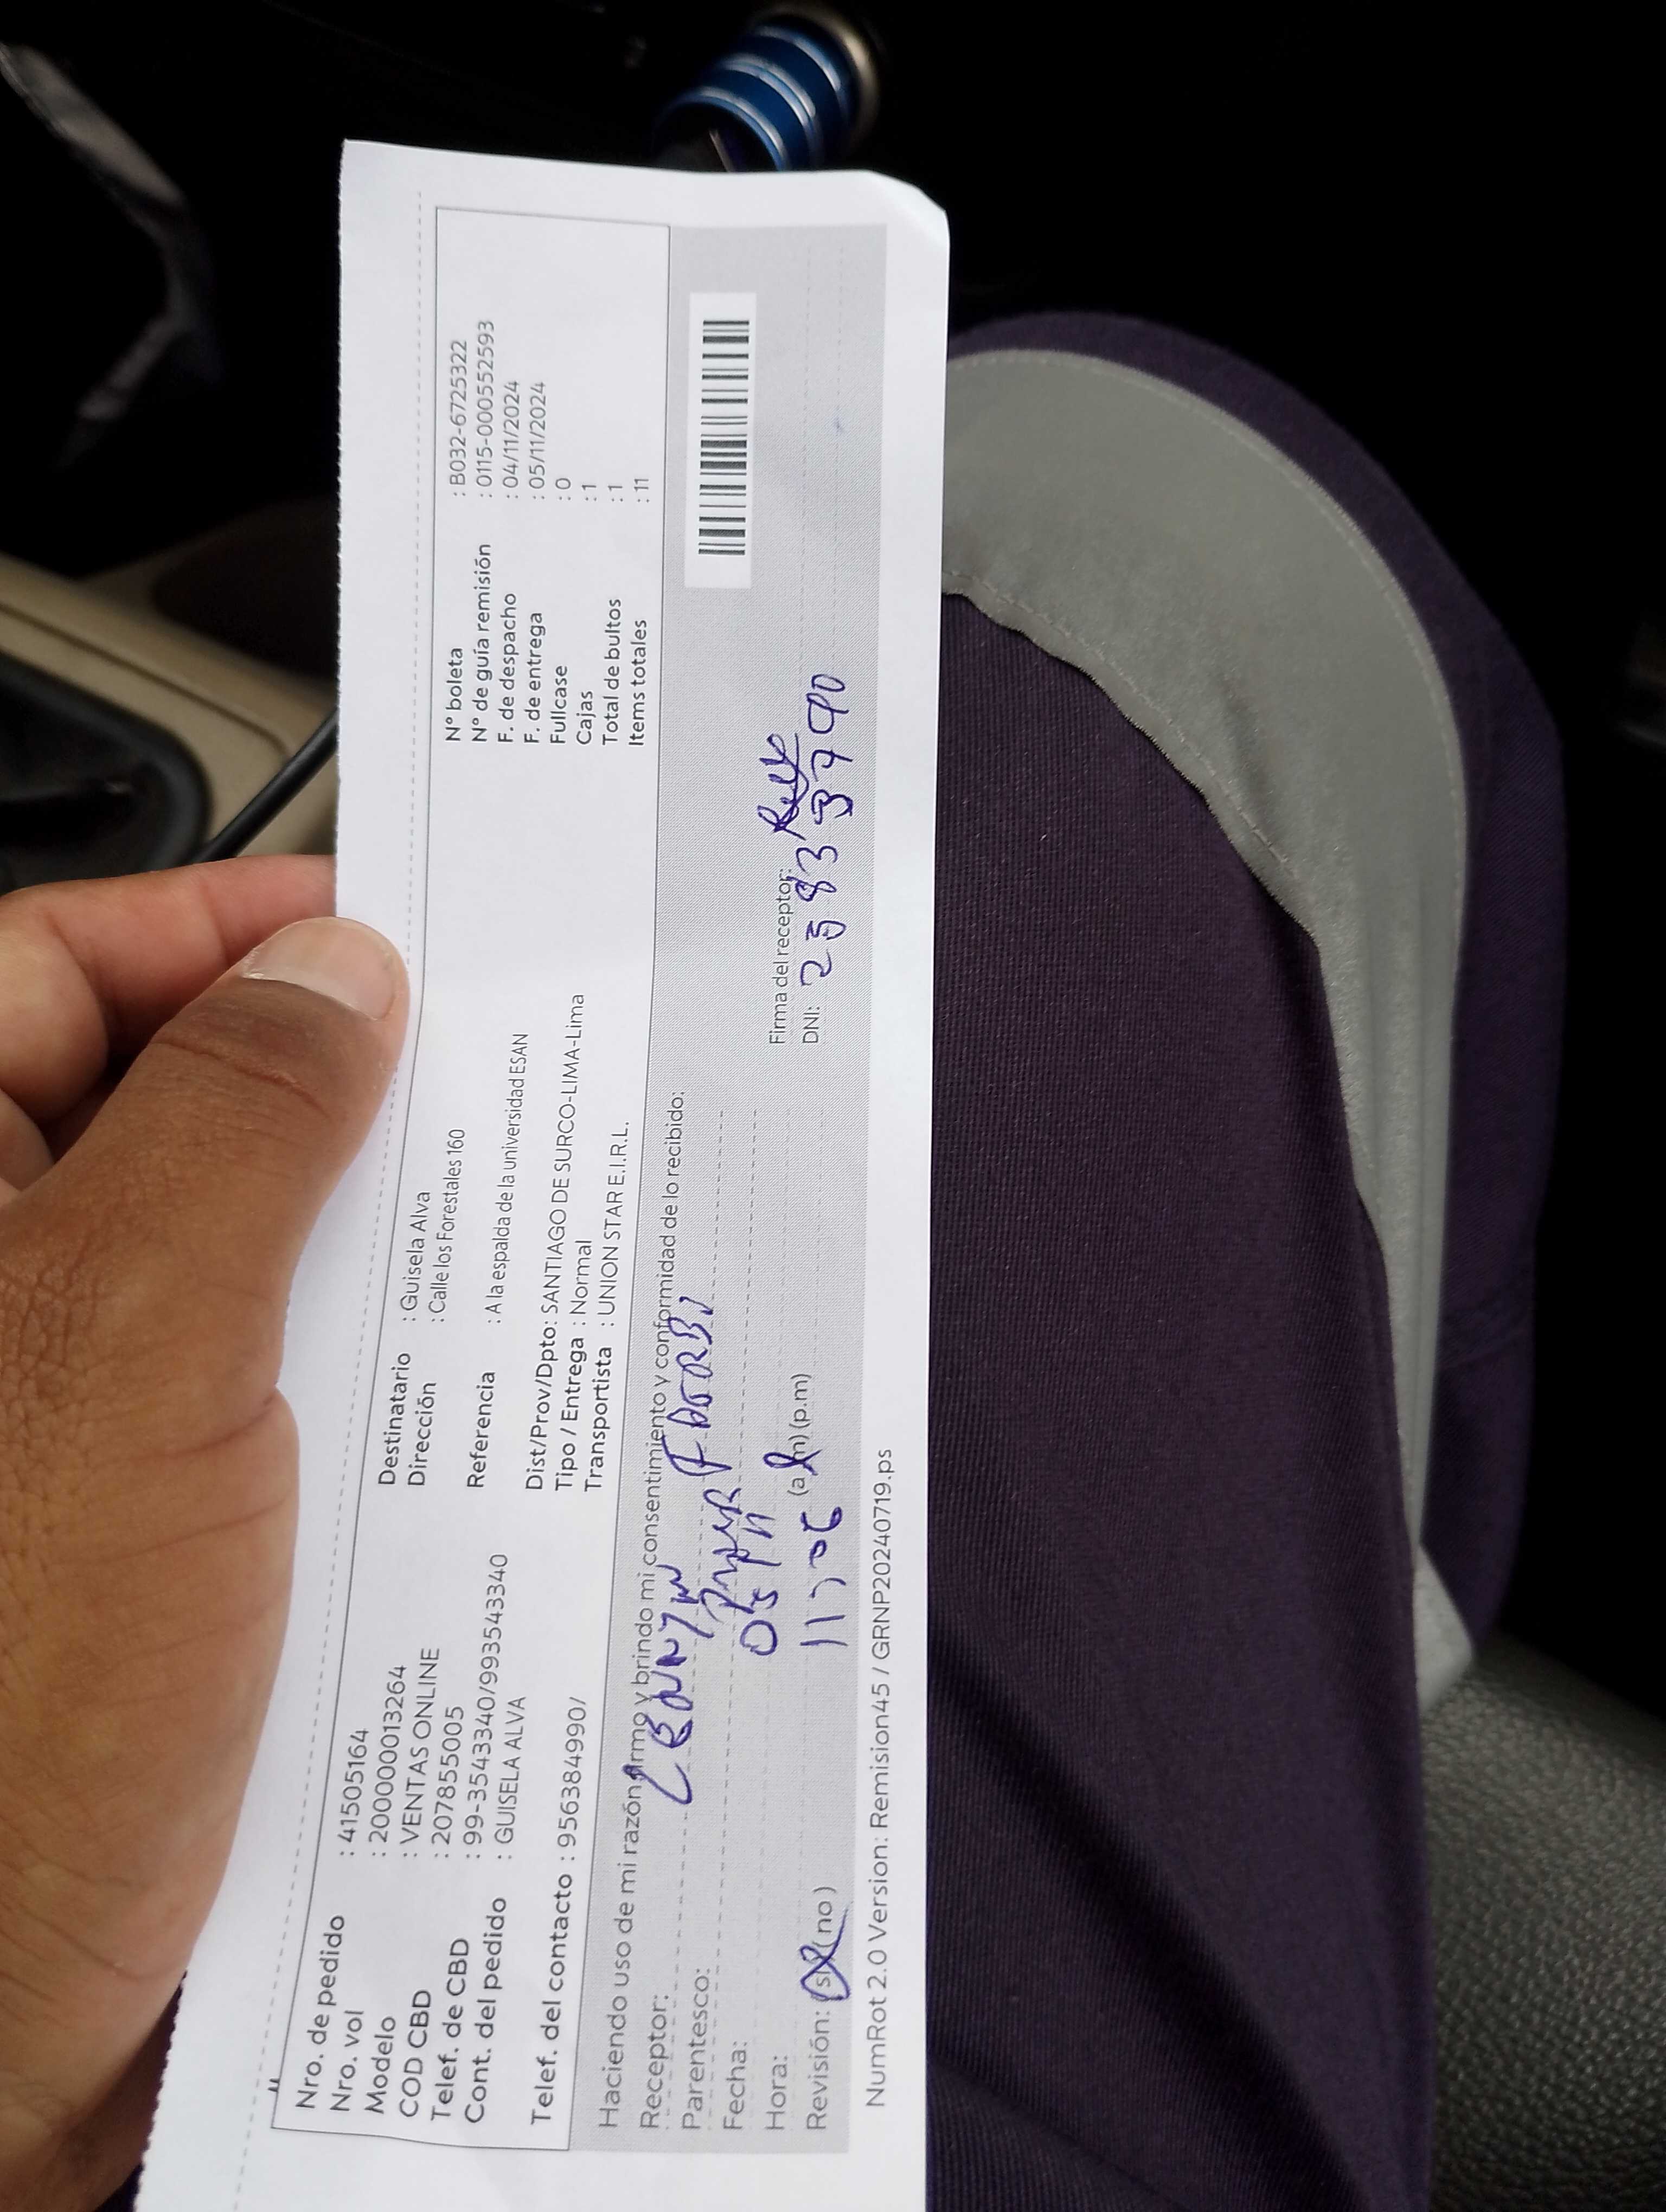 Nro. de pedido : 41505164
Nro. vol : 2000000013264
Modelo : VENTAS ONLINE
COD CBD : 207855005
Telef. de CBD : 99-3543340/993543340
Cont. del pedido : GUISELA ALVA
Telef. del contacto : 956384990/
Destinatario : Guisela Alva
Dirección : Calle los Forestales 160
Referencia : A la espalda de la universidad ESAN
Dist/Prov/Dpto: SANTIAGO DE SURCO-LIMA-Lima
Tipo / Entrega : Normal
Transportista : UNION STAR E.I.R.L.
N° boleta : B032-6725322
N° de guía remisión : 0115-000552593
F. de despacho : 04/11/2024
F. de entrega : 05/11/2024
Fullcase : 0
Cajas : 1
Total de bultos : 1
Items totales : 11
Haciendo uso de mi razón firmo y brindo mi consentimiento y conformidad de lo recibido:
Receptor:
Parentesco:
Fecha: 05 11
Hora: (a.m) (p.m)
Revisión: (si) (no)
Firma del receptor:
DNI:
NumRot 2.0 Version: Remision45 / GRNP20240719.ps